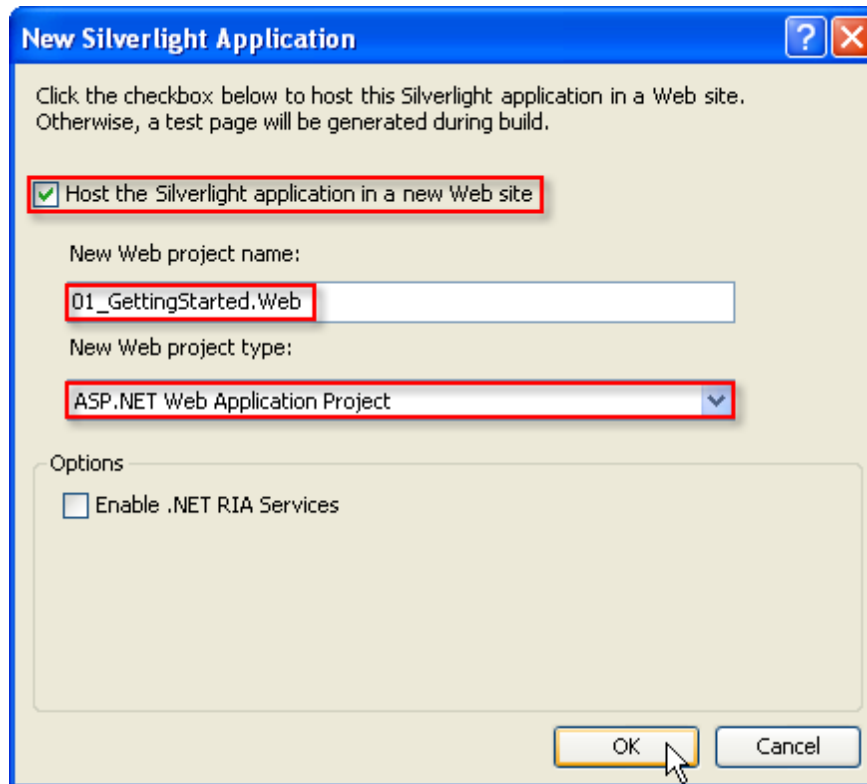 New Silverlight Application
Click the checkbox below to host this Silverlight application in a Web site.
Otherwise, a test page will be generated during build.
Host the Silverlight application in a new Web site
New Web project name:
01_GettingStarted.Web
New Web project type:
ASP.NET Web Application Project
Options
Enable .NET RIA Services
OK Cancel